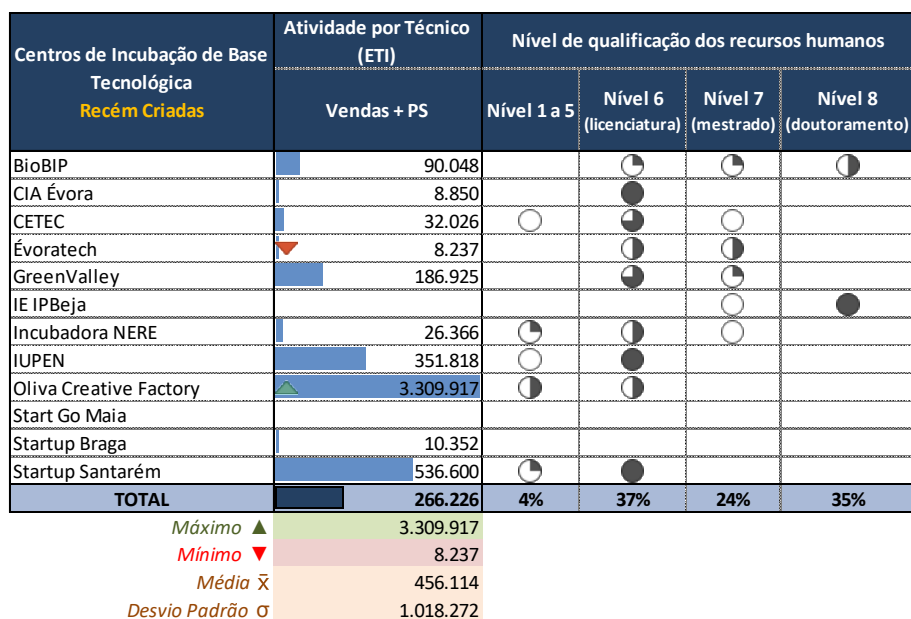 Centros de Incubação de Base
Tecnológica
Recém Criadas
Atividade por Técnico
(ETI)
Nível de qualificação dos recursos humanos
Vendas + PS
Nível 1 a 5
Nível 6
(licenciatura)
Nível 7
(mestrado)
Nível 8
(doutoramento)
BioBIP 90.048
CIA Évora 8.850
CETEC 32.026
Évoratech 8.237
GreenValley 186.925
IE IPBeja
Incubadora NERE 26.366
IUPEN 351.818
Oliva Creative Factory 3.309.917
Start Go Maia
Startup Braga 10.352
Startup Santarém 536.600
TOTAL 266.226 4% 37% 24% 35%
Máximo ▲ 3.309.917
Mínimo ▼ 8.237
Média x̄ 456.114
Desvio Padrão σ 1.018.272